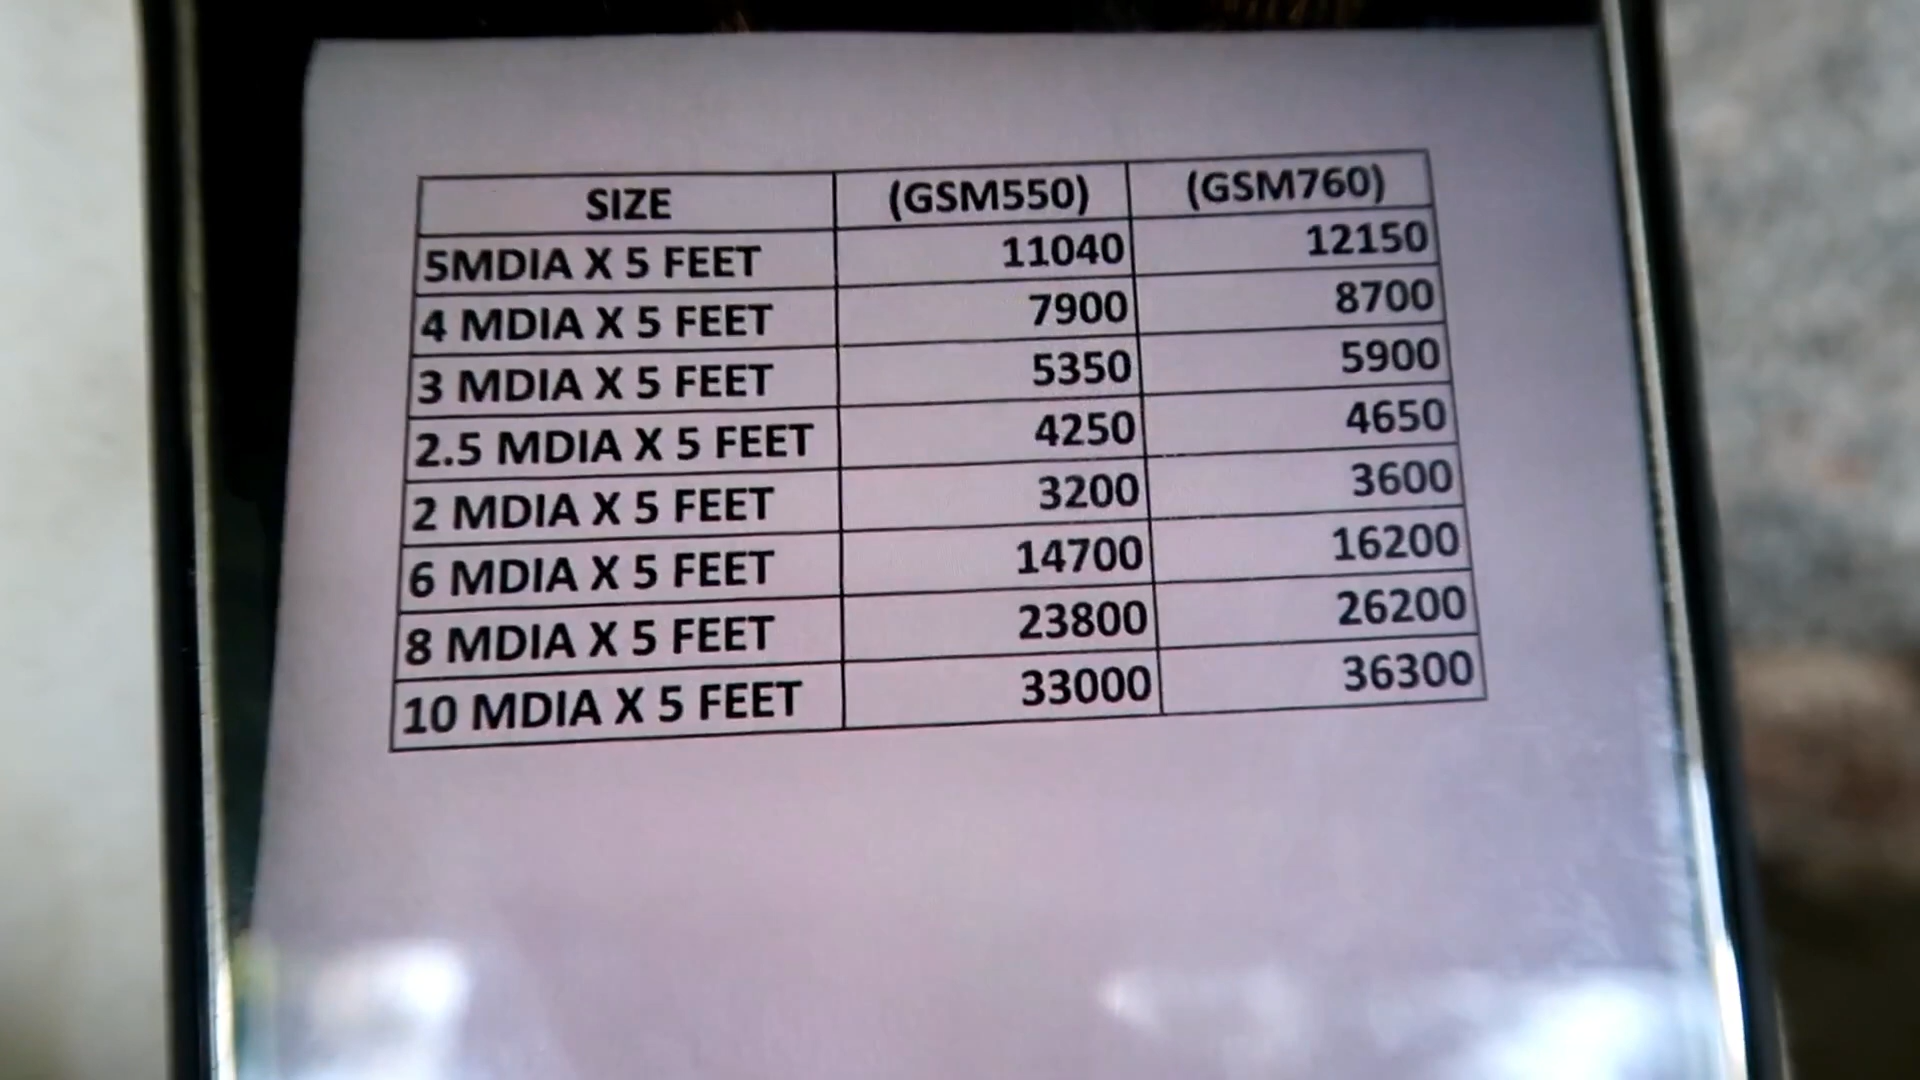 SIZE (GSM550) (GSM760)
5MDIA X 5 FEET 11040 12150
4 MDIA X 5 FEET 7900 8700
3 MDIA X 5 FEET 5350 5900
2.5 MDIA X 5 FEET 4250 4650
2 MDIA X 5 FEET 3200 3600
6 MDIA X 5 FEET 14700 16200
8 MDIA X 5 FEET 23800 26200
10 MDIA X 5 FEET 33000 36300